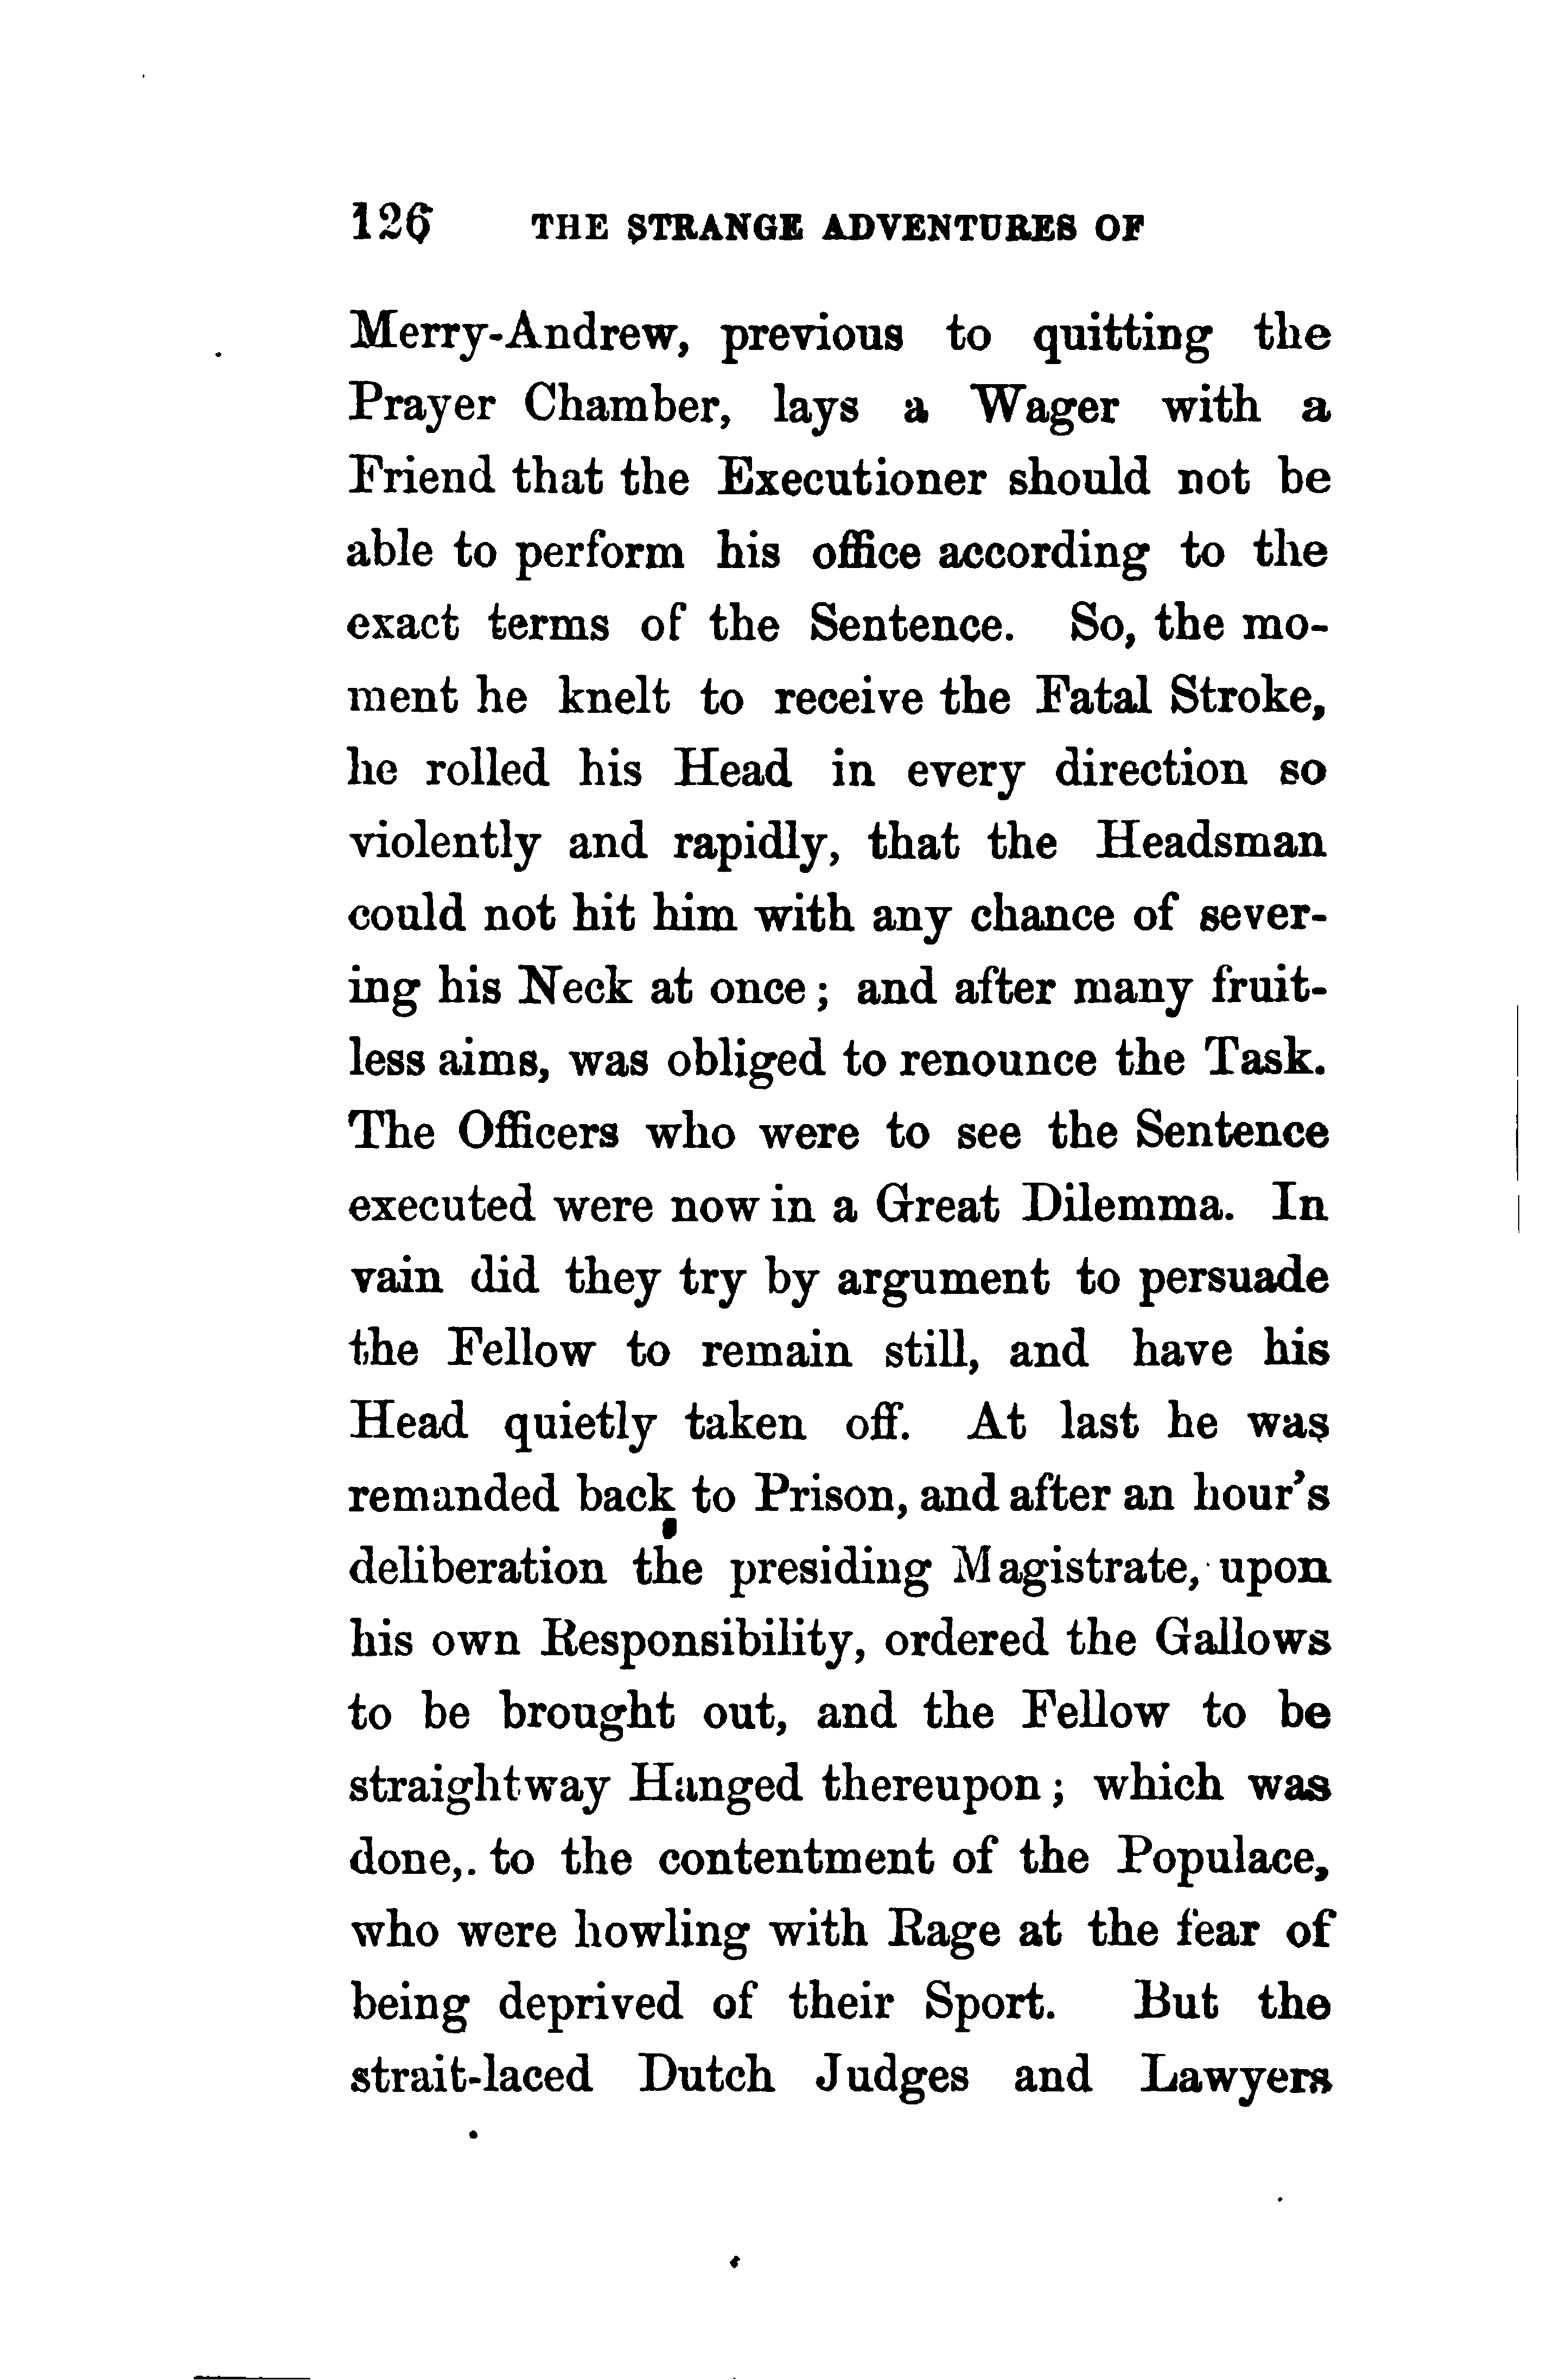 126 THE STRANGE ADVENTURES OF
Merry-Andrew, previous to quitting the
Prayer Chamber, lays a Wager with a
Friend that the Executioner should not be
able to perform his office according to the
exact terms of the Sentence. So, the mo-
ment he knelt to receive the Fatal Stroke,
he rolled his Head in every direction so
violently and rapidly, that the Headsman
could not hit him with any chance of sever-
ing his Neck at once; and after many fruit-
less aims, was obliged to renounce the Task.
The Officers who were to see the Sentence
executed were now in a Great Dilemma. In
vain did they try by argument to persuade
the Fellow to remain still, and have his
Head quietly taken off. At last he was
remanded back to Prison, and after an hour's
deliberation the presiding Magistrate, upon
his own Responsibility, ordered the Gallows
to be brought out, and the Fellow to be
straightway Hanged thereupon; which was
done, to the contentment of the Populace,
who were howling with Rage at the fear of
being deprived of their Sport. But the
strait-laced Dutch Judges and Lawyers